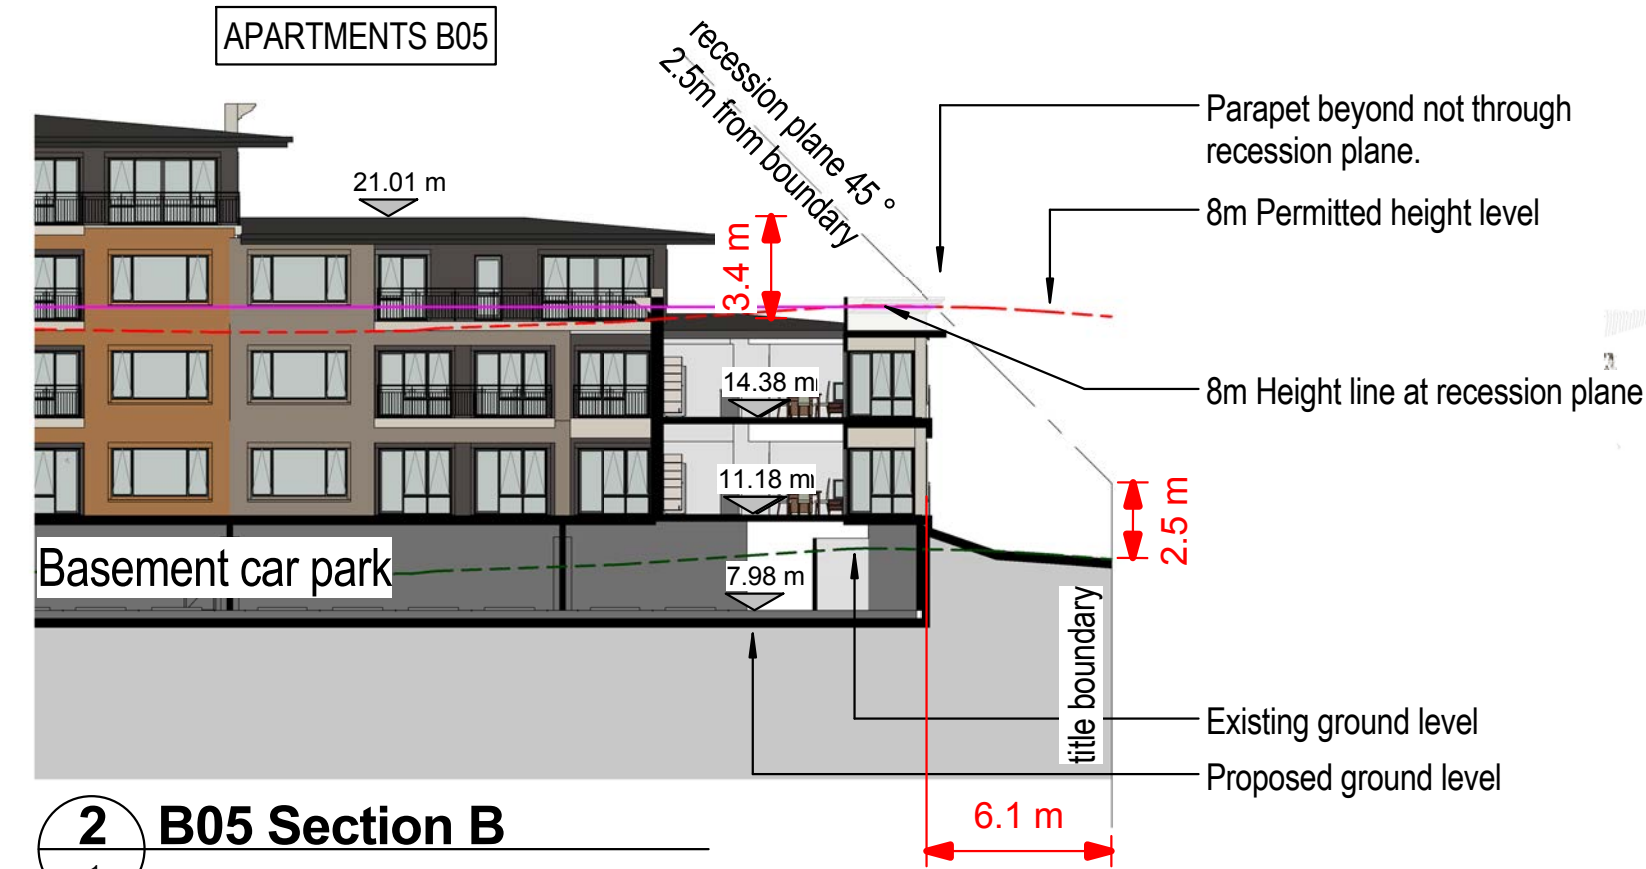 APARTMENTS B05
recession plane 45 °
2.5m from boundary
Parapet beyond not through
recession plane.
21.01 m
8m Permitted height level
3.4 m
14.38 m
8m Height line at recession plane
11.18 m
2.5 m
Basement car park
7.98 m
title boundary
Existing ground level
Proposed ground level
6.1 m
2 B05 Section B